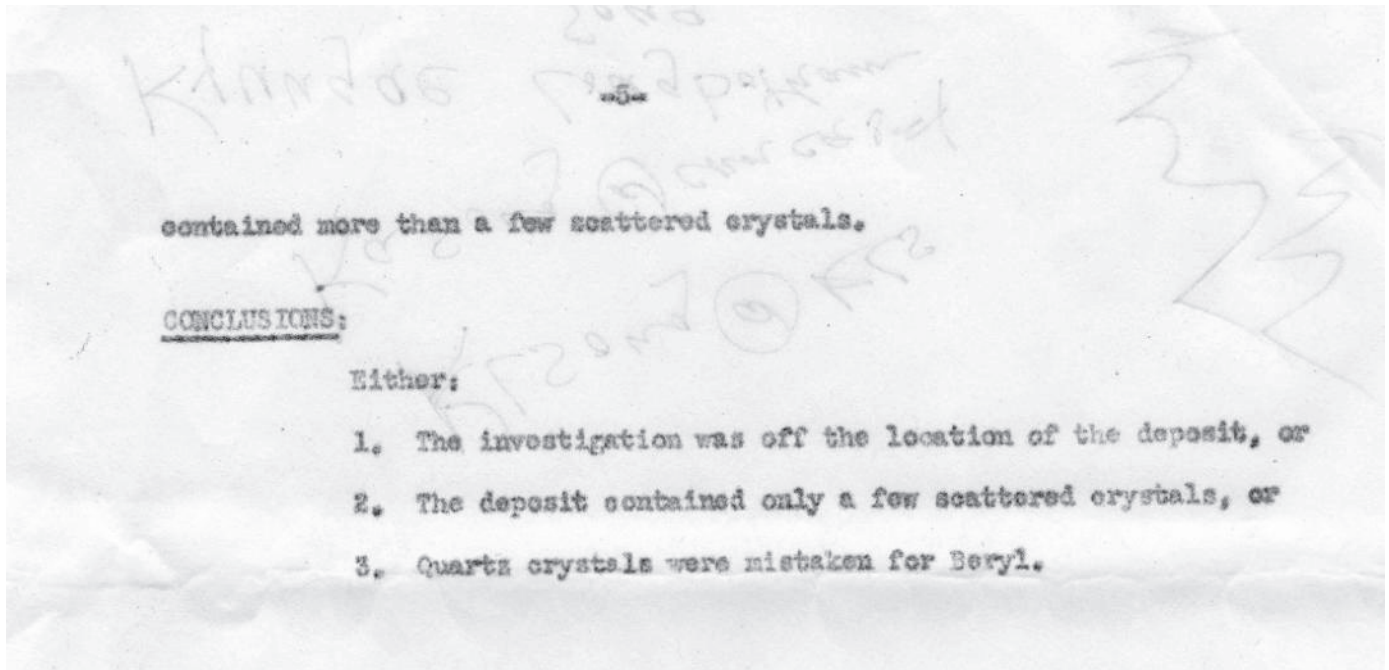 -5-
contained more than a few scattered crystals.
CONCLUSIONS:
Either:
1. The investigation was off the location of the deposit, or
2. The deposit contained only a few scattered crystals, or
3. Quartz crystals were mistaken for Beryl.